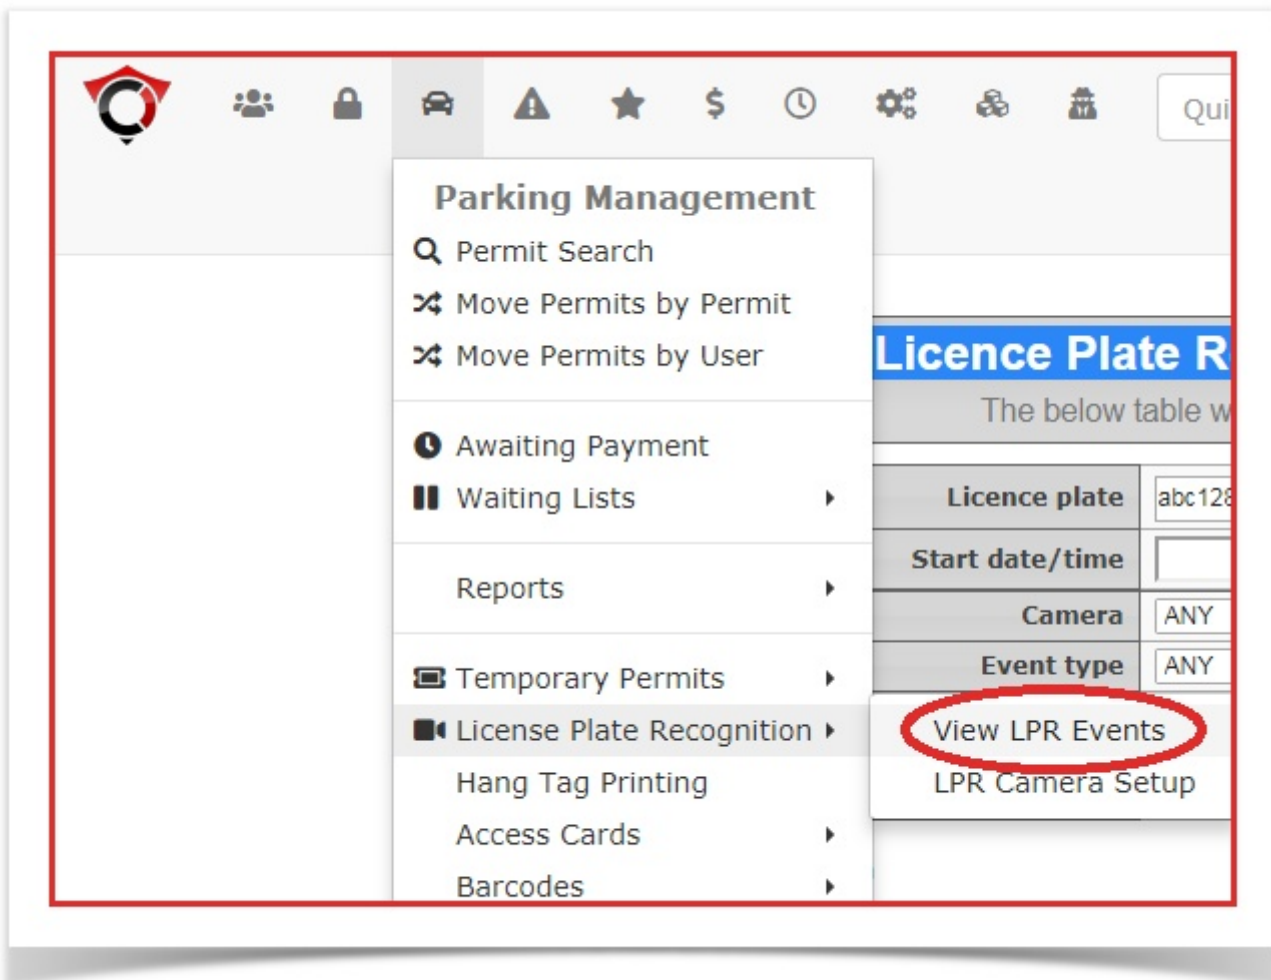 Qui
Parking Management
Permit Search
Move Permits by Permit
Move Permits by User
Awaiting Payment
Waiting Lists
Reports
Temporary Permits
License Plate Recognition
Hang Tag Printing
Access Cards
Barcodes
View LPR Events
LPR Camera Setup
Licence Plate R
The below table w
Licence plate abc128
Start date/time
Camera ANY
Event type ANY